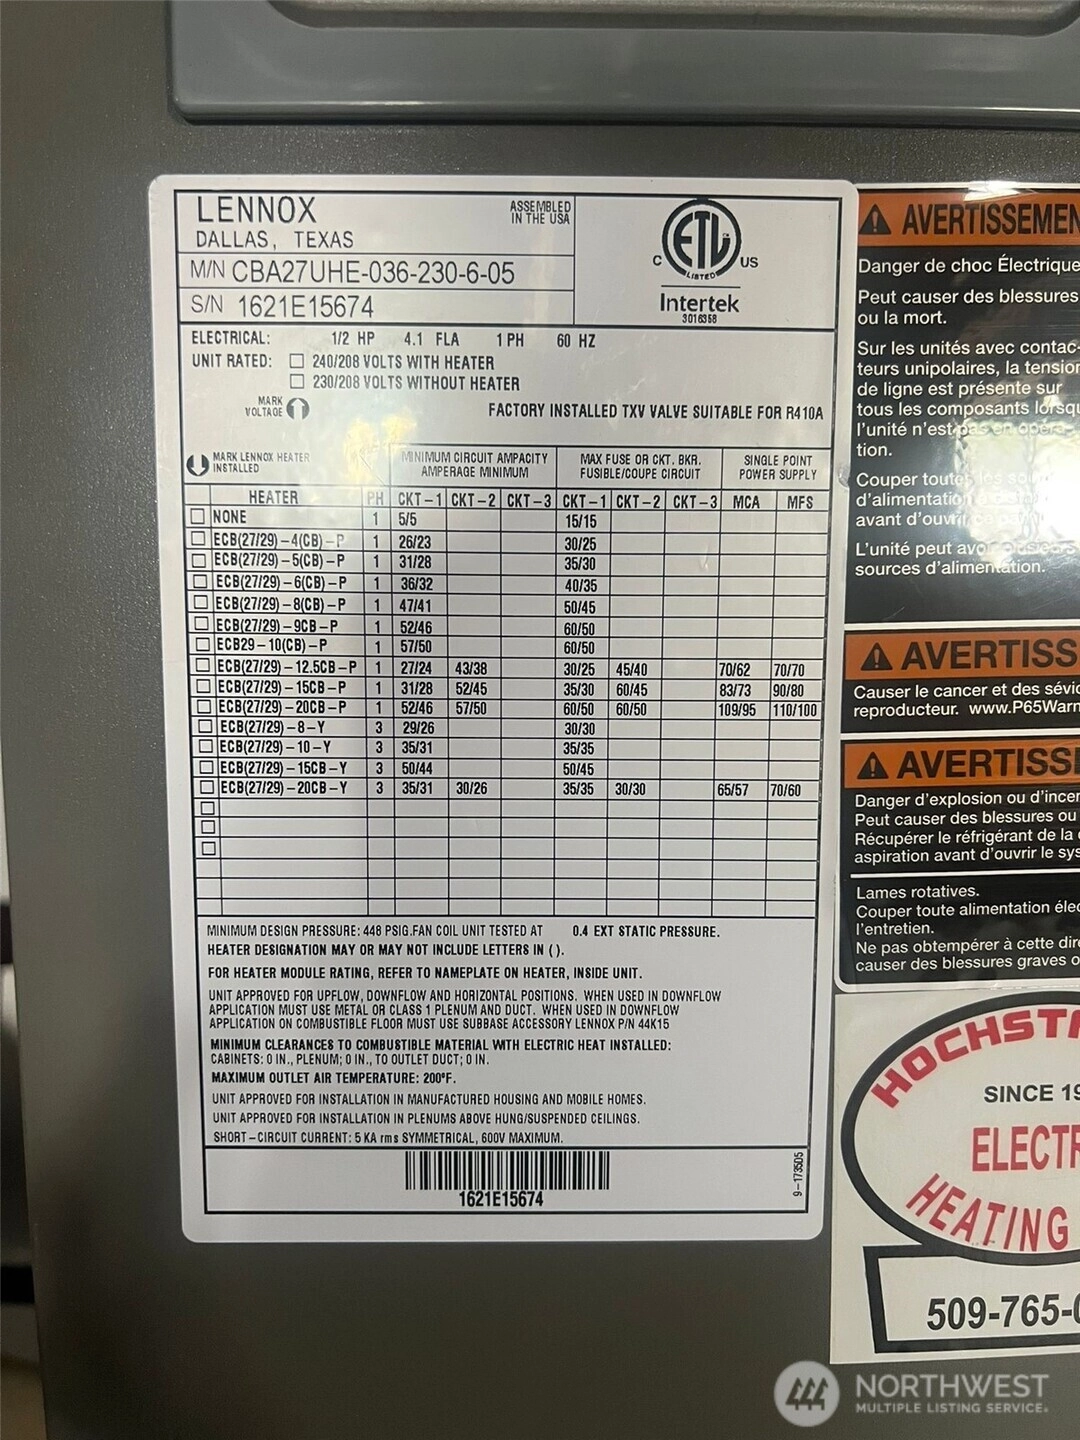 LENNOX
DALLAS, TEXAS
ASSEMBLED
IN THE USA
M/N CBA27UHE-036-230-6-05
S/N 1621E15674
ETL
C US
LISTED
Intertek
3016358
ELECTRICAL: 1/2 HP 4.1 FLA 1 PH 60 HZ
UNIT RATED: 240/208 VOLTS WITH HEATER
230/208 VOLTS WITHOUT HEATER
MARK
VOLTAGE
FACTORY INSTALLED TXV VALVE SUITABLE FOR R410A
MARK LENNOX HEATER
INSTALLED
MINIMUM CIRCUIT AMPACITY
AMPERAGE MINIMUM
MAX FUSE OR CKT. BKR.
FUSIBLE/COUPE CIRCUIT
SINGLE POINT
POWER SUPPLY
HEATER PH CKT-1 CKT-2 CKT-3 CKT-1 CKT-2 CKT-3 MCA MFS
NONE 1 5/5 15/15
ECB(27/29)-4(CB)-P 1 26/23 30/25
ECB(27/29)-5(CB)-P 1 31/28 35/30
ECB(27/29)-6(CB)-P 1 36/32 40/35
ECB(27/29)-8(CB)-P 1 47/41 50/45
ECB(27/29)-9CB-P 1 52/46 60/50
ECB29-10(CB)-P 1 57/50 60/50
ECB(27/29)-12.5CB-P 1 27/24 43/38 30/25 45/40 70/62 70/70
ECB(27/29)-15CB-P 1 31/28 52/45 35/30 60/45 83/73 90/80
ECB(27/29)-20CB-P 1 52/46 57/50 60/50 60/50 109/95 110/100
ECB(27/29)-8-Y 3 29/26 30/30
ECB(27/29)-10-Y 3 35/31 35/35
ECB(27/29)-15CB-Y 3 50/44 50/45
ECB(27/29)-20CB-Y 3 35/31 30/26 35/35 30/30 65/57 70/60
MINIMUM DESIGN PRESSURE: 448 PSIG.FAN COIL UNIT TESTED AT 0.4 EXT STATIC PRESSURE.
HEATER DESIGNATION MAY OR MAY NOT INCLUDE LETTERS IN ( ).
FOR HEATER MODULE RATING, REFER TO NAMEPLATE ON HEATER, INSIDE UNIT.
UNIT APPROVED FOR UPFLOW, DOWNFLOW AND HORIZONTAL POSITIONS. WHEN USED IN DOWNFLOW
APPLICATION MUST USE METAL OR CLASS 1 PLENUM AND DUCT. WHEN USED IN DOWNFLOW
APPLICATION ON COMBUSTIBLE FLOOR MUST USE SUBBASE ACCESSORY LENNOX P/N 44K15
MINIMUM CLEARANCES TO COMBUSTIBLE MATERIAL WITH ELECTRIC HEAT INSTALLED:
CABINETS: 0 IN., PLENUM; 0 IN., TO OUTLET DUCT; 0 IN.
MAXIMUM OUTLET AIR TEMPERATURE: 200°F.
UNIT APPROVED FOR INSTALLATION IN MANUFACTURED HOUSING AND MOBILE HOMES.
UNIT APPROVED FOR INSTALLATION IN PLENUMS ABOVE HUNG/SUSPENDED CEILINGS.
SHORT-CIRCUIT CURRENT: 5 KA rms SYMMETRICAL, 600V MAXIMUM.
1621E15674
9-173505
AVERTISSEMEN
Danger de choc Électrique
Peut causer des blessures
ou la mort.
Sur les unités avec contac-
teurs unipolaires, la tension
de ligne est présente sur
tous les composants lorsqu
l'unité n'est pas en opéra-
tion.
Couper toutes les
d'alimentation
avant d'ouvrir
L'unité peut avoir
sources d'alimentation.
AVERTISS
Causer le cancer et des sévic
reproducteur. www.P65Warn
AVERTISSE
Danger d'explosion ou d'incen
Peut causer des blessures ou
Récupérer le réfrigérant de la
aspiration avant d'ouvrir le sys
Lames rotatives.
Couper toute alimentation élec
l'entretien.
Ne pas obtempérer à cette dir
causer des blessures graves o
HOCHSTA
SINCE 19
ELECTR
HEATING
509-765-0
NORTHWEST
MULTIPLE LISTING SERVICE.